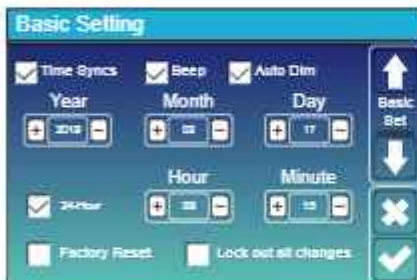 Basic Setting
Time Syncs Beep Auto Dim
Year Month Day
+ 2019 - + - + 17 -
Basic
Set
Hour Minute
24-Hour + - + -
Factory Reset Lock out all changes